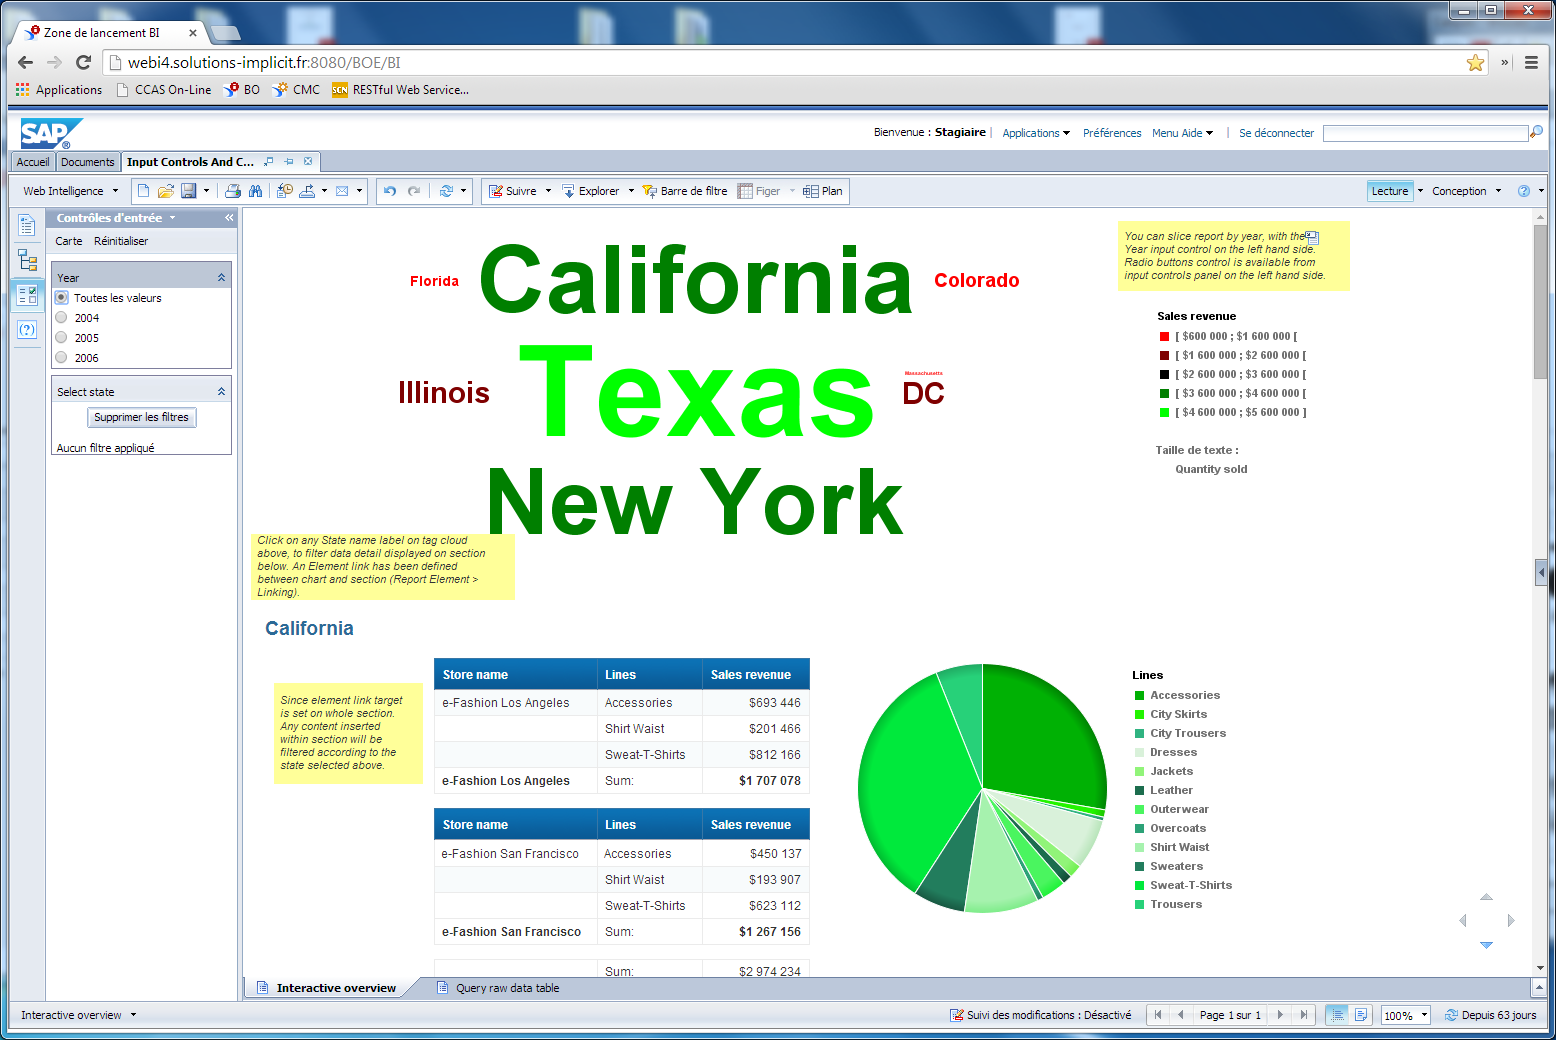 Zone de lancement BI
webi4.solutions-implicit.fr:8080/BOE/BI
Applications CCAS On-Line BO CMC SCN RESTful Web Service...
SAP®
Bienvenue : Stagiaire | Applications Préférences Menu Aide | Se déconnecter
Accueil Documents Input Controls And C...
Web Intelligence Suivre Explorer Barre de filtre Figer Plan Lecture Conception
Contrôles d'entrée
Carte Réinitialiser
Year
Toutes les valeurs
2004
2005
2006
Select state
Supprimer les filtres
Aucun filtre appliqué
Florida California Colorado
Illinois Texas Massachusetts DC
New York
You can slice report by year, with the
Year input control on the left hand side.
Radio buttons control is available from
input controls panel on the left hand side.
Sales revenue
[ $600 000 ; $1 600 000 [
[ $1 600 000 ; $2 600 000 [
[ $2 600 000 ; $3 600 000 [
[ $3 600 000 ; $4 600 000 [
[ $4 600 000 ; $5 600 000 ]
Taille de texte :
Quantity sold
Click on any State name label on tag cloud
above, to filter data detail displayed on section
below. An Element link has been defined
between chart and section (Report Element >
Linking).
California
Since element link target
is set on whole section.
Any content inserted
within section will be
filtered according to the
state selected above.
Store name Lines Sales revenue
e-Fashion Los Angeles Accessories $693 446
Shirt Waist $201 466
Sweat-T-Shirts $812 166
e-Fashion Los Angeles Sum: $1 707 078
Store name Lines Sales revenue
e-Fashion San Francisco Accessories $450 137
Shirt Waist $193 907
Sweat-T-Shirts $623 112
e-Fashion San Francisco Sum: $1 267 156
Sum: $2 974 234
Lines
Accessories
City Skirts
City Trousers
Dresses
Jackets
Leather
Outerwear
Overcoats
Shirt Waist
Sweaters
Sweat-T-Shirts
Trousers
Interactive overview Query raw data table
Interactive overview Suivi des modifications : Désactivé Page 1 sur 1 100% Depuis 63 jours